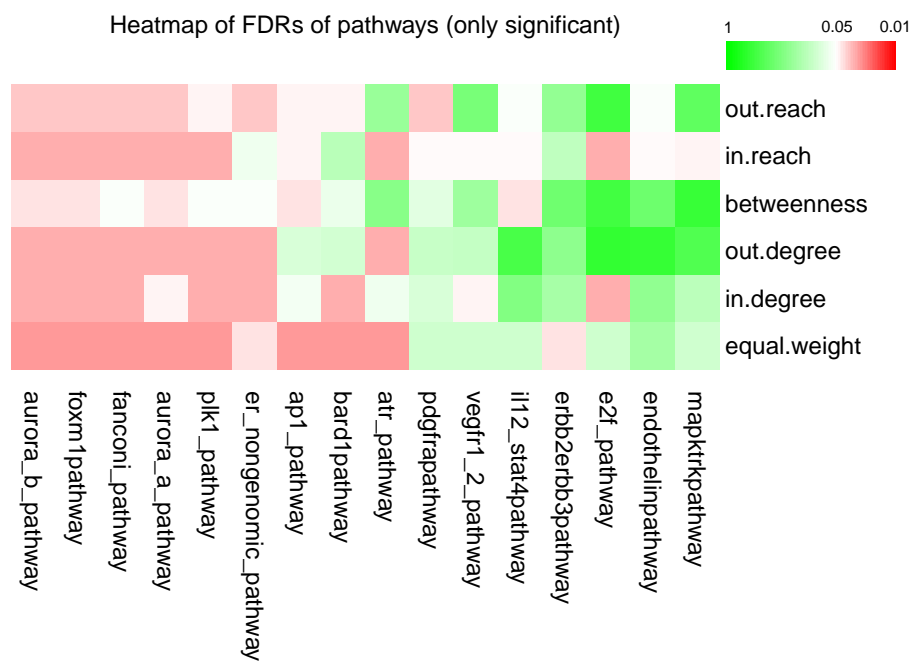 Heatmap of FDRs of pathways (only significant)
1
0.05
0.01
out.reach
in.reach
betweenness
out.degree
in.degree
equal.weight
aurora_b_pathway
foxm1pathway
fanconi_pathway
aurora_a_pathway
plk1_pathway
er_nongenomic_pathway
ap1_pathway
bard1pathway
atr_pathway
pdgfrapathway
vegfr1_2_pathway
il12_stat4pathway
erbb2erbb3pathway
e2f_pathway
endothelinpathway
mapktrkpathway